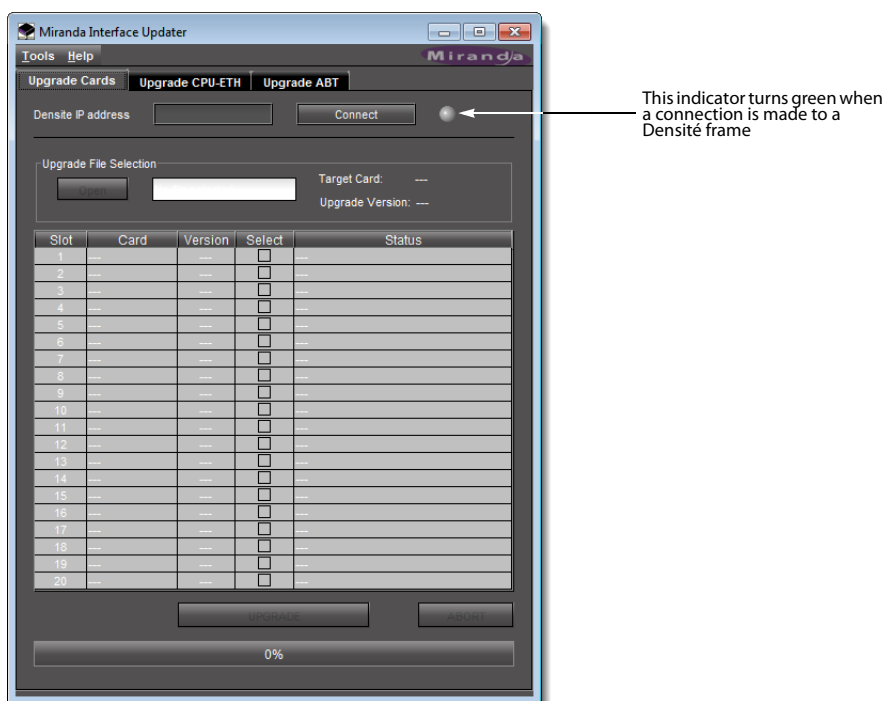 Miranda Interface Updater
Tools Help
Miranda
Upgrade Cards Upgrade CPU-ETH Upgrade ABT
Densite IP address Connect
This indicator turns green when
a connection is made to a
Densité frame
Upgrade File Selection
Open
Target Card: ---
Upgrade Version: ---
Slot Card Version Select Status
1 --- --- ---
2 --- --- ---
3 --- --- ---
4 --- --- ---
5 --- --- ---
6 --- --- ---
7 --- --- ---
8 --- --- ---
9 --- --- ---
10 --- --- ---
11 --- --- ---
12 --- --- ---
13 --- --- ---
14 --- --- ---
15 --- --- ---
16 --- --- ---
17 --- --- ---
18 --- --- ---
19 --- --- ---
20 --- --- ---
UPGRADE ABORT
0%